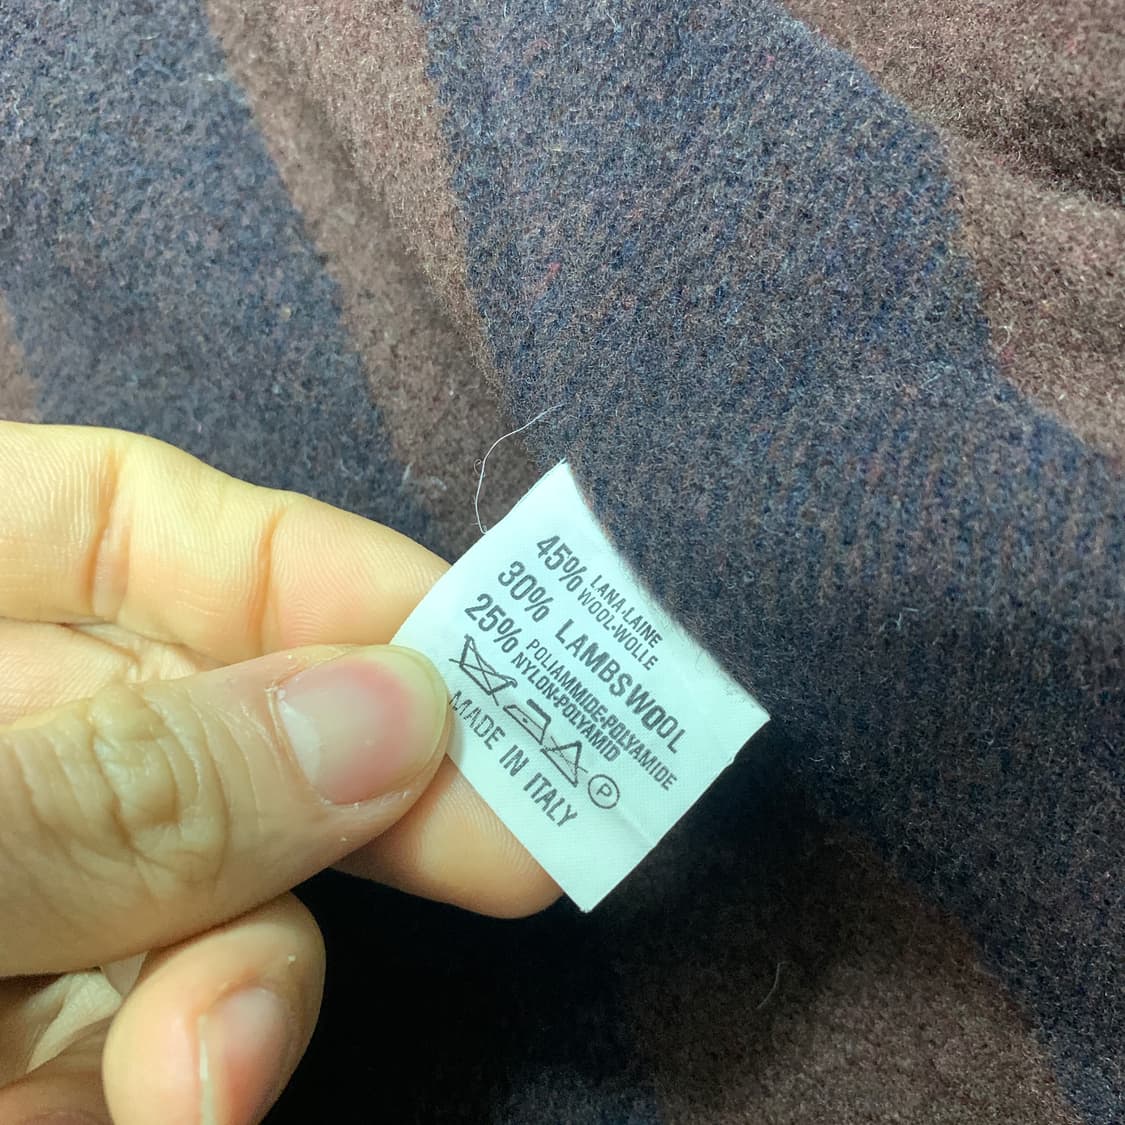 45% LANA-LAINE
WOOL-WOLLE
30% LAMBSWOOL
25% POLIAMMIDE-POLYAMIDE
NYLON-POLYAMID
P
MADE IN ITALY